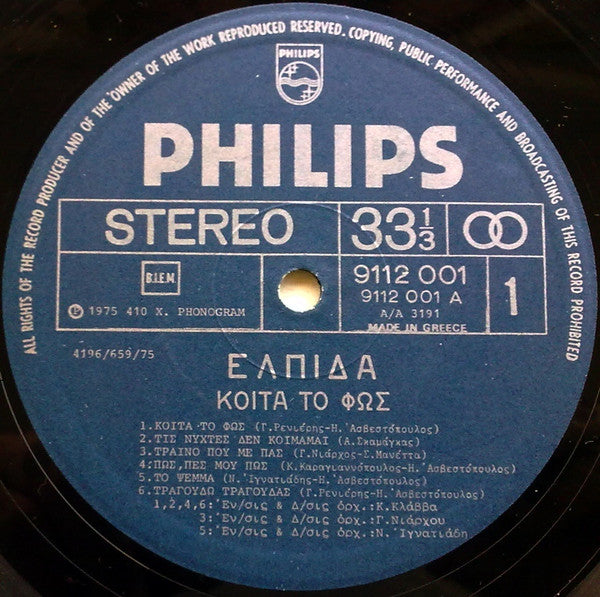 ALL RIGHTS OF THE RECORD PRODUCER AND OF THE OWNER OF THE WORK REPRODUCED RESERVED. COPYING, PUBLIC PERFORMANCE AND BROADCASTING OF THIS RECORD PROHIBITED
PHILIPS
PHILIPS
STEREO 33 1/3
B.I.E.M. 9112 001 1
9112 001 A
A/A 3191
℗ 1975 410 X. PHONOGRAM MADE IN GREECE
4196/659/75
ΕΛΠΙΔΑ
ΚΟΙΤΑ ΤΟ ΦΩΣ
1.ΚΟΙΤΑ ΤΟ ΦΩΣ (Γ.Ρενιέρης-Η.Ἀσβεστόπουλος)
2.ΤΙΣ ΝΥΧΤΕΣ ΔΕΝ ΚΟΙΜΑΜΑΙ (Α.Σκαμάγκας)
3.ΤΡΑΙΝΟ ΠΟΥ ΜΕ ΠΑΣ (Γ.Νιάρχος-Σ.Μανέττα)
4.ΠΩΣ,ΠΕΣ ΜΟΥ ΠΩΣ (Κ.Καραγιαννόπουλος-Η.Ἀσβεστόπουλος)
5.ΤΟ ΨΕΜΜΑ (Ν.Ἰγνατιάδης-Η.Ἀσβεστόπουλος)
6.ΤΡΑΓΟΥΔΩ ΤΡΑΓΟΥΔΑΣ (Γ.Ρενιέρης-Η.Ἀσβεστόπουλος)
1,2,4,6:Ἐν/σις & Δ/σις ὀρχ.:Κ.Κλάββα
3:Ἐν/σις & Δ/σις ὀρχ.:Γ.Νιάρχου
5:Ἐν/σις & Δ/σις ὀρχ.:Ν.Ἰγνατιάδη